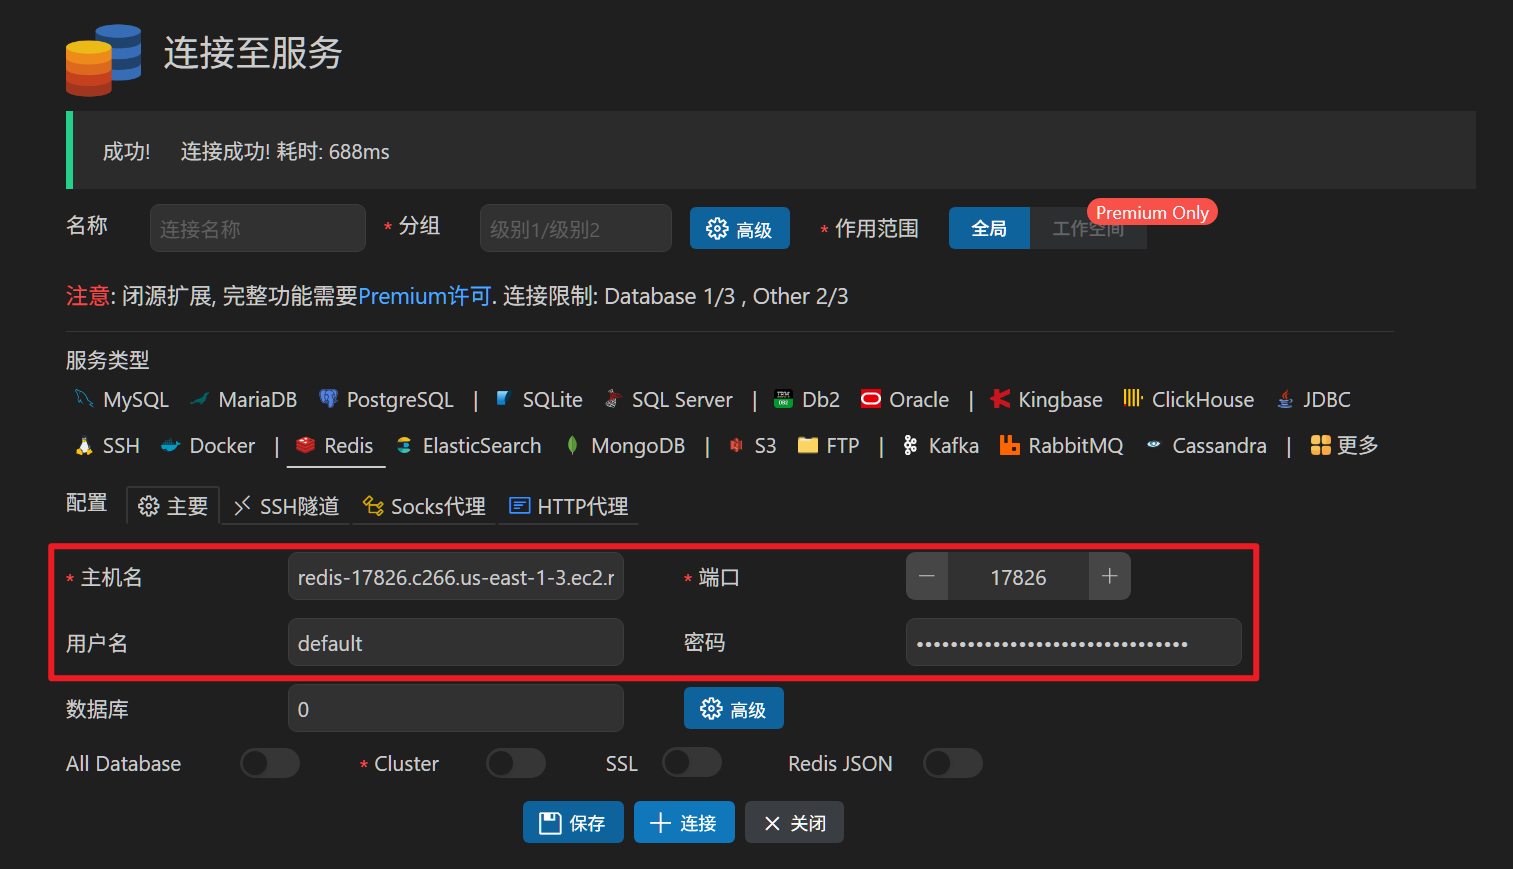 连接至服务
成功! 连接成功! 耗时: 688ms
名称 连接名称 * 分组 级别1/级别2 高级 * 作用范围 全局 工作空间 Premium Only
注意: 闭源扩展, 完整功能需要Premium许可. 连接限制: Database 1/3 , Other 2/3
服务类型
MySQL MariaDB PostgreSQL | SQLite SQL Server | IBM DB2 Db2 Oracle | Kingbase ClickHouse JDBC
SSH Docker | Redis ElasticSearch MongoDB | S3 FTP | Kafka RabbitMQ Cassandra | 更多
配置 主要 SSH隧道 Socks代理 HTTP代理
* 主机名 redis-17826.c266.us-east-1-3.ec2.r * 端口 17826
用户名 default 密码 ••••••••••••••••••••••••••••••••
数据库 0 高级
All Database * Cluster SSL Redis JSON
保存 连接 关闭